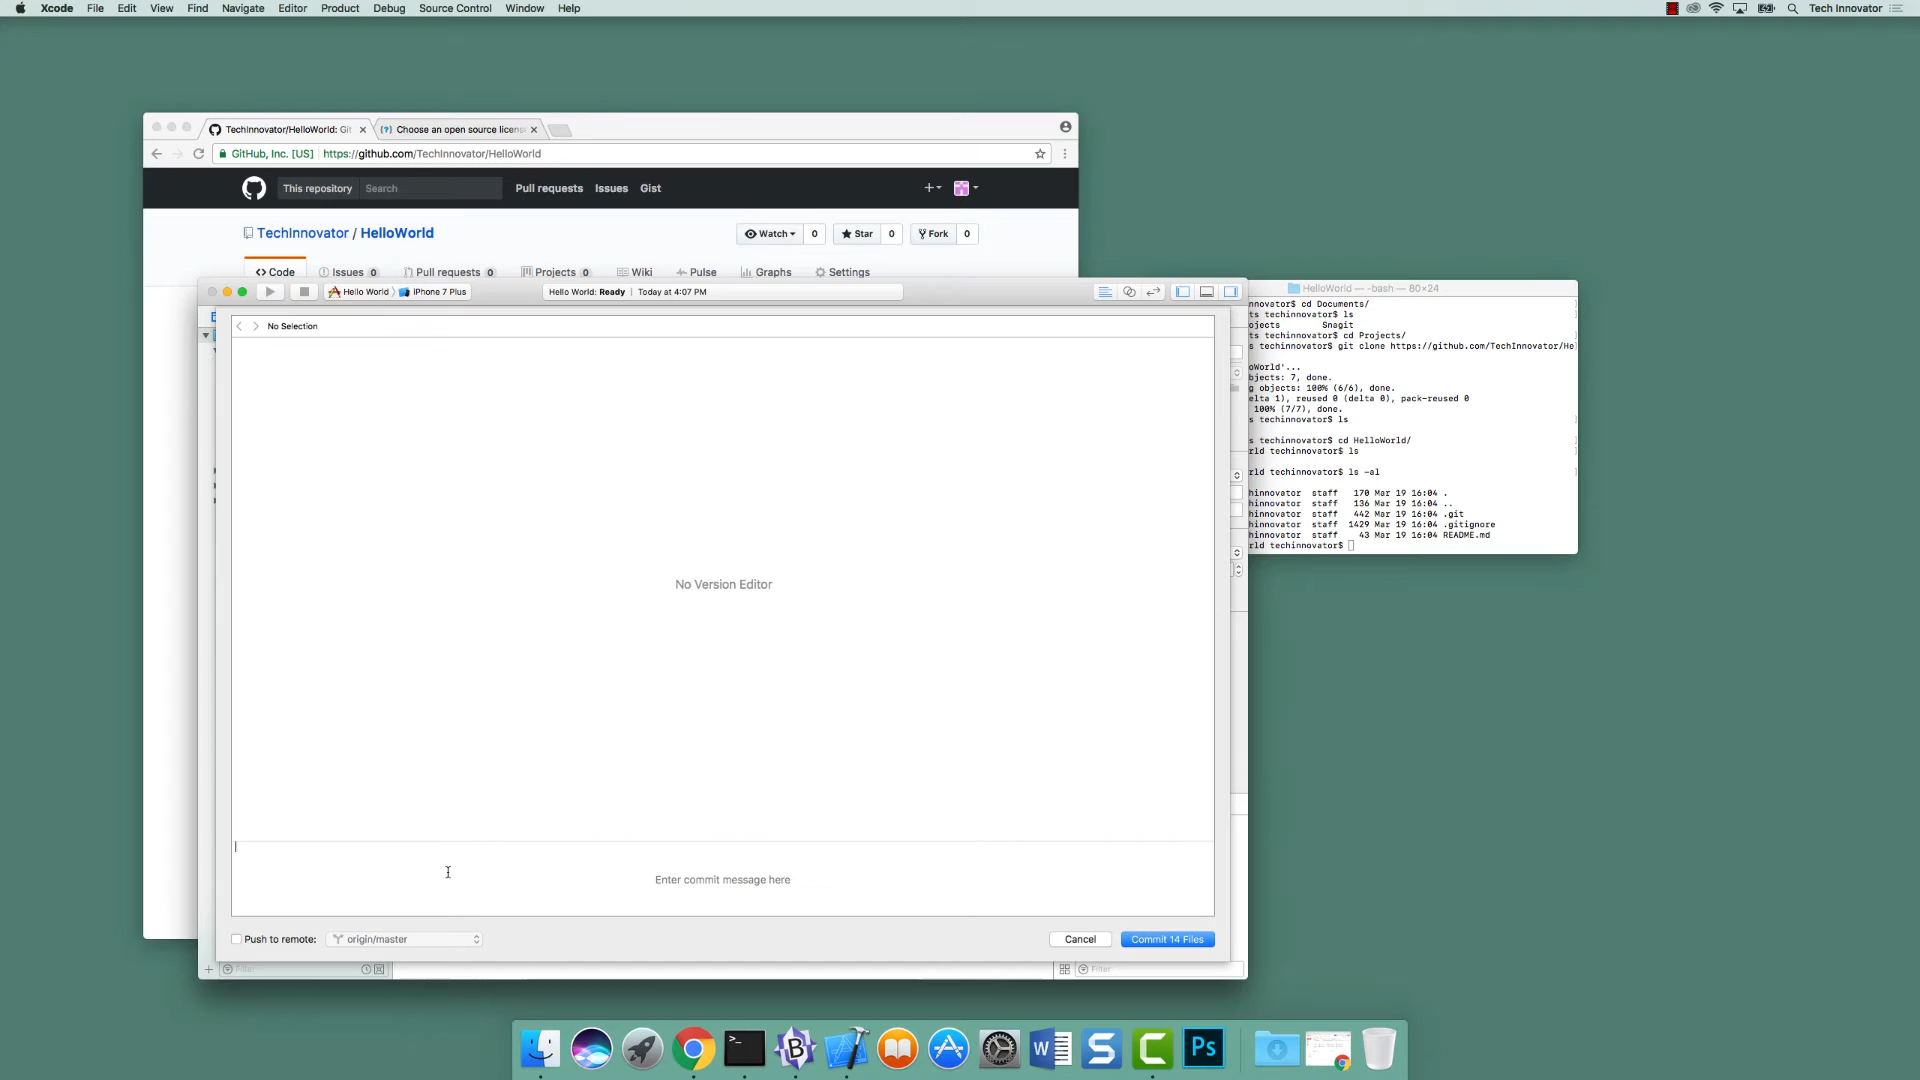 Xcode File Edit View Find Navigate Editor Product Debug Source Control Window Help
Tech Innovator
TechInnovator/HelloWorld: Git
Choose an open source licens
GitHub, Inc. [US] https://github.com/TechInnovator/HelloWorld
This repository Search Pull requests Issues Gist
TechInnovator / HelloWorld
Watch 0 Star 0 Fork 0
Code Issues 0 Pull requests 0 Projects 0 Wiki Pulse Graphs Settings
Hello World iPhone 7 Plus
Hello World: Ready | Today at 4:07 PM
No Selection
No Version Editor
Enter commit message here
Push to remote: origin/master
Cancel
Commit 14 Files
Filter
Filter
HelloWorld — -bash — 80×24
nnovator$ cd Documents/
ts techinnovator$ ls
ojects Snagit
ts techinnovator$ cd Projects/
s techinnovator$ git clone https://github.com/TechInnovator/He
oWorld'...
bjects: 7, done.
g objects: 100% (6/6), done.
elta 1), reused 0 (delta 0), pack-reused 0
100% (7/7), done.
s techinnovator$ ls
s techinnovator$ cd HelloWorld/
rld techinnovator$ ls
rld techinnovator$ ls -al
hinnovator staff 170 Mar 19 16:04 .
hinnovator staff 136 Mar 19 16:04 ..
hinnovator staff 442 Mar 19 16:04 .git
hinnovator staff 1429 Mar 19 16:04 .gitignore
hinnovator staff 43 Mar 19 16:04 README.md
rld techinnovator$
>_
B
W
S
C
Ps